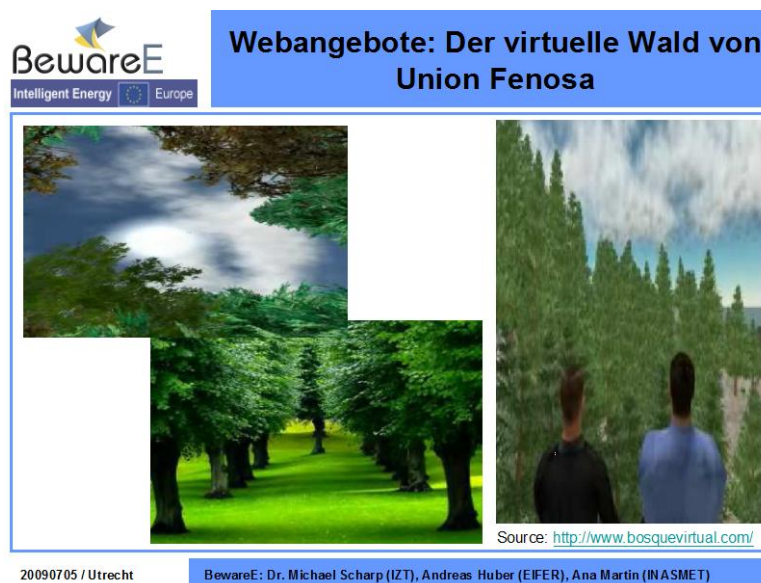 BewareE
Intelligent Energy Europe
Webangebote: Der virtuelle Wald von
Union Fenosa
Source: http://www.bosquevirtual.com/
20090705 / Utrecht
BewareE: Dr. Michael Scharp (IZT), Andreas Huber (EIFER), Ana Martin (INASMET)